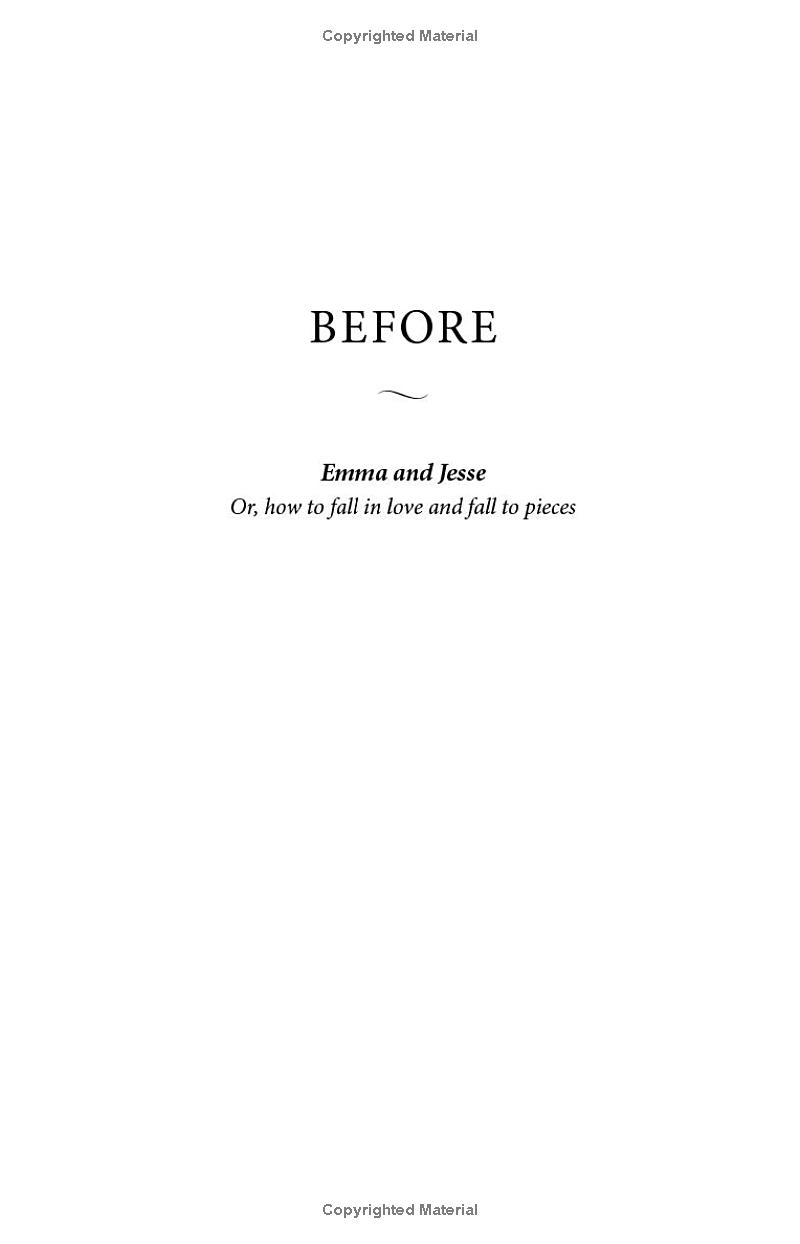 Copyrighted Material
BEFORE
Emma and Jesse
Or, how to fall in love and fall to pieces
Copyrighted Material